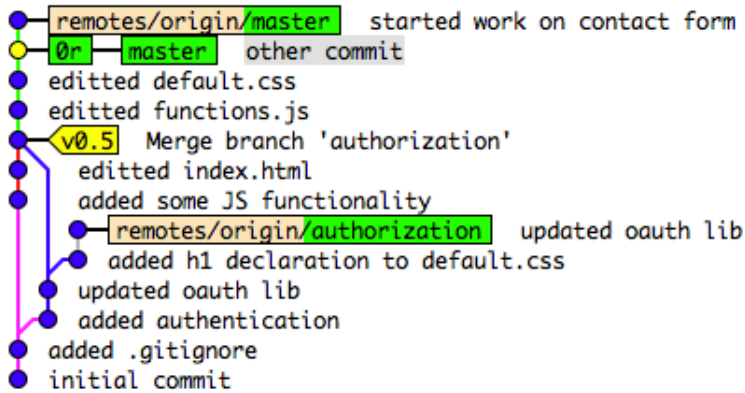 remotes/origin/master started work on contact form
0r master other commit
editted default.css
editted functions.js
v0.5 Merge branch 'authorization'
editted index.html
added some JS functionality
remotes/origin/authorization updated oauth lib
added h1 declaration to default.css
updated oauth lib
added authentication
added .gitignore
initial commit